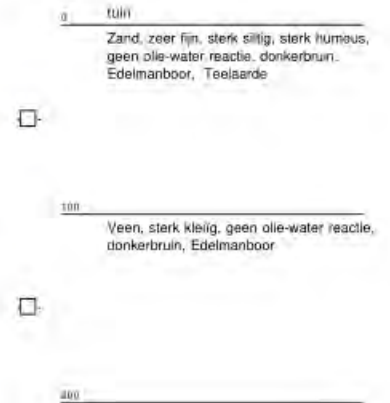 0 tuin
Zand, zeer fijn, sterk siltig, sterk humeus,
geen olie-water reactie, donkerbruin,
Edelmanboor, Teelaarde
100
Veen, sterk kleiig, geen olie-water reactie,
donkerbruin, Edelmanboor
200